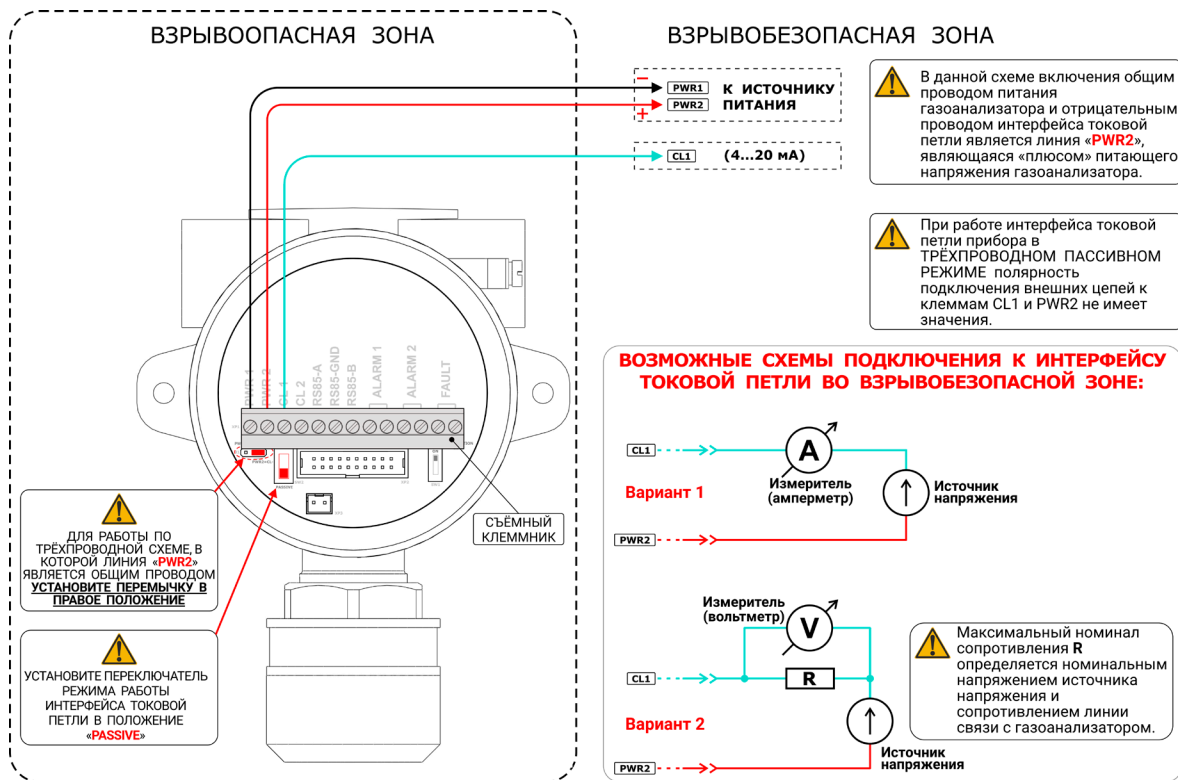 ВЗРЫВООПАСНАЯ ЗОНА
ВЗРЫВОБЕЗОПАСНАЯ ЗОНА
−
PWR1
К ИСТОЧНИКУ
PWR2
ПИТАНИЯ
+
CL1
(4...20 мА)
В данной схеме включения общим
проводом питания
газоанализатора и отрицательным
проводом интерфейса токовой
петли является линия «PWR2»,
являющаяся «плюсом» питающего
напряжения газоанализатора.
При работе интерфейса токовой
петли прибора в
ТРЁХПРОВОДНОМ ПАССИВНОМ
РЕЖИМЕ полярность
подключения внешних цепей к
клеммам CL1 и PWR2 не имеет
значения.
PWR 1
PWR 2
CL 1
CL 2
RS85-A
RS85-GND
RS85-B
ALARM 1
ALARM 2
FAULT
PASSIVE
ON
СЪЁМНЫЙ
КЛЕММНИК
ДЛЯ РАБОТЫ ПО
ТРЁХПРОВОДНОЙ СХЕМЕ, В
КОТОРОЙ ЛИНИЯ «PWR2»
ЯВЛЯЕТСЯ ОБЩИМ ПРОВОДОМ
УСТАНОВИТЕ ПЕРЕМЫЧКУ В
ПРАВОЕ ПОЛОЖЕНИЕ
УСТАНОВИТЕ ПЕРЕКЛЮЧАТЕЛЬ
РЕЖИМА РАБОТЫ
ИНТЕРФЕЙСА ТОКОВОЙ
ПЕТЛИ В ПОЛОЖЕНИЕ
«PASSIVE»
ВОЗМОЖНЫЕ СХЕМЫ ПОДКЛЮЧЕНИЯ К ИНТЕРФЕЙСУ
ТОКОВОЙ ПЕТЛИ ВО ВЗРЫВОБЕЗОПАСНОЙ ЗОНЕ:
CL1
A
Измеритель
(амперметр)
Источник
напряжения
Вариант 1
PWR2
Измеритель
(вольтметр)
V
CL1
R
Вариант 2
Источник
напряжения
PWR2
Максимальный номинал
сопротивления R
определяется номинальным
напряжением источника
напряжения и
сопротивлением линии
связи с газоанализатором.